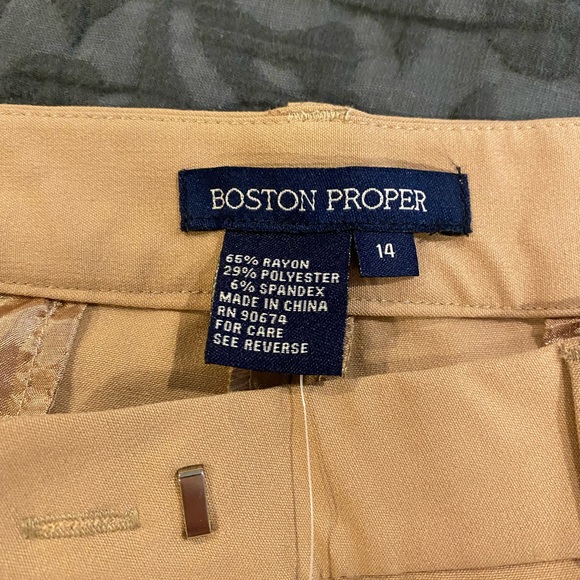 BOSTON PROPER
14
65% RAYON
29% POLYESTER
6% SPANDEX
MADE IN CHINA
RN 90674
FOR CARE
SEE REVERSE